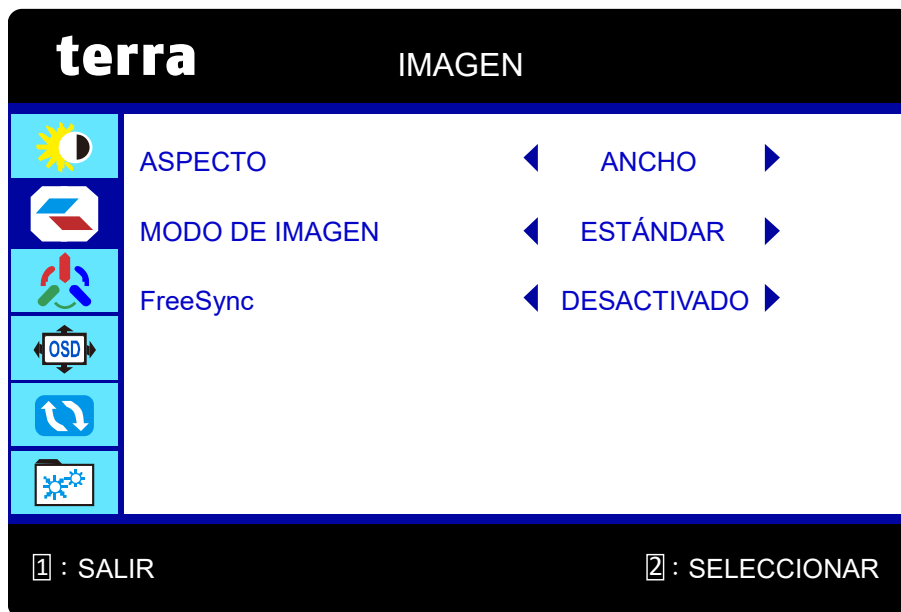 terra IMAGEN
ASPECTO ANCHO
MODO DE IMAGEN ESTÁNDAR
FreeSync DESACTIVADO
OSD
1 : SALIR 2 : SELECCIONAR